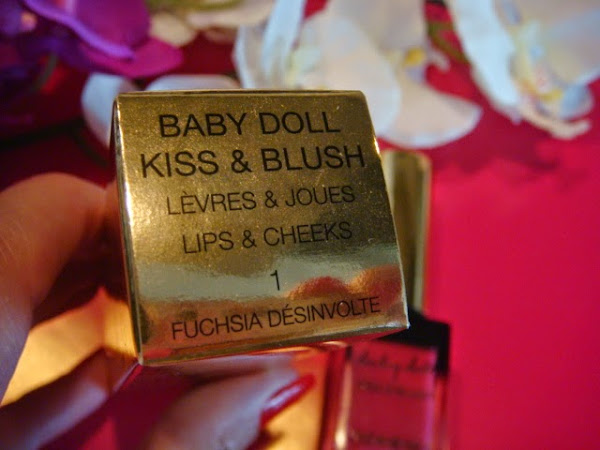 BABY DOLL
KISS & BLUSH
LÈVRES & JOUES
LIPS & CHEEKS
1
FUCHSIA DÉSINVOLTE